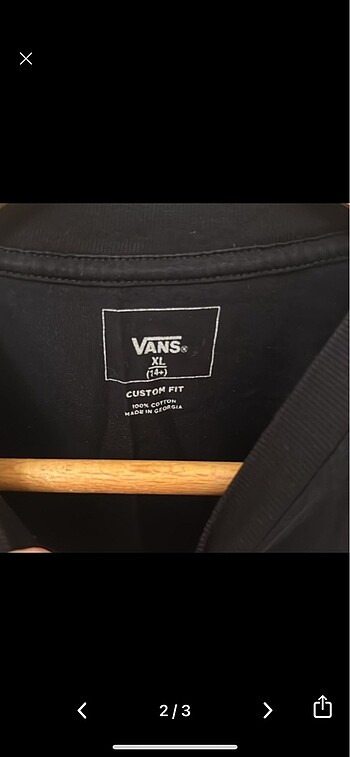 VANS®
XL
(14+)
CUSTOM FIT
100% COTTON
MADE IN GEORGIA
2/3